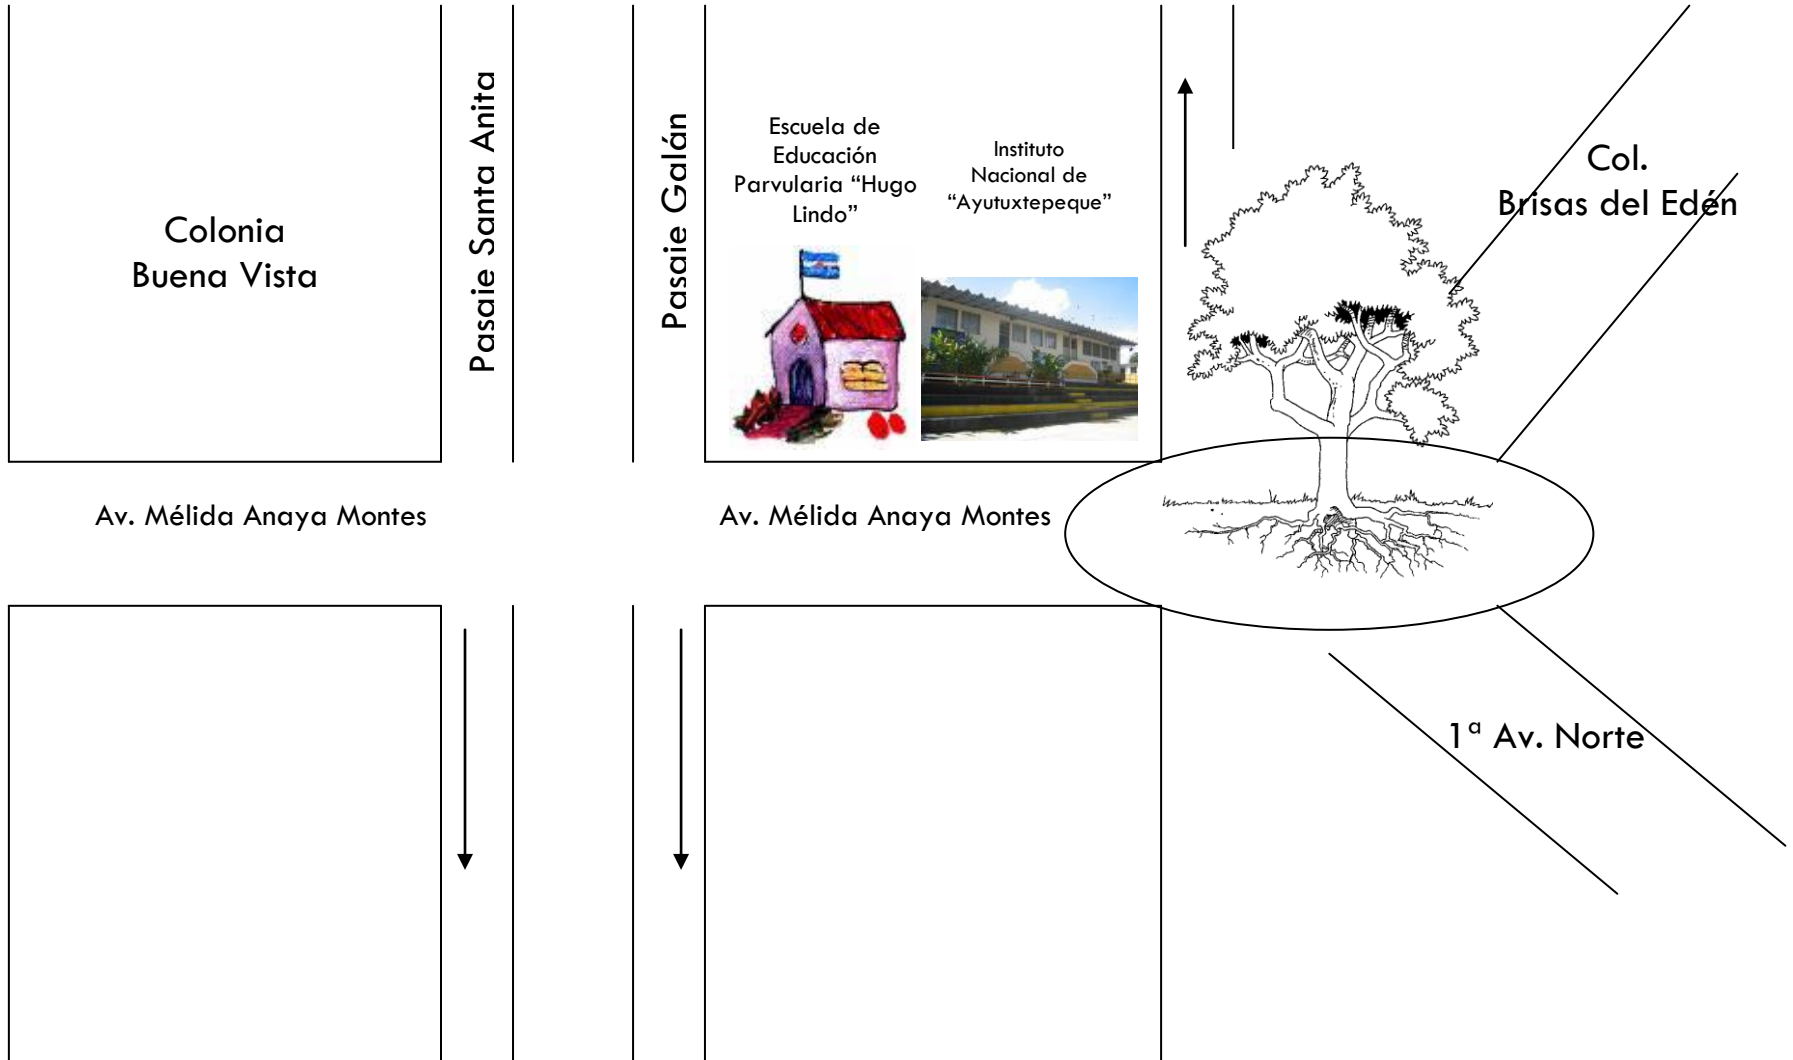 Colonia
Buena Vista
Pasaje Santa Anita
Pasaje Galán
Escuela de
Educación
Parvularia “Hugo
Lindo”
Instituto
Nacional de
“Ayutuxtepeque”
Col.
Brisas del Edén
Av. Mélida Anaya Montes
Av. Mélida Anaya Montes
1ª Av. Norte